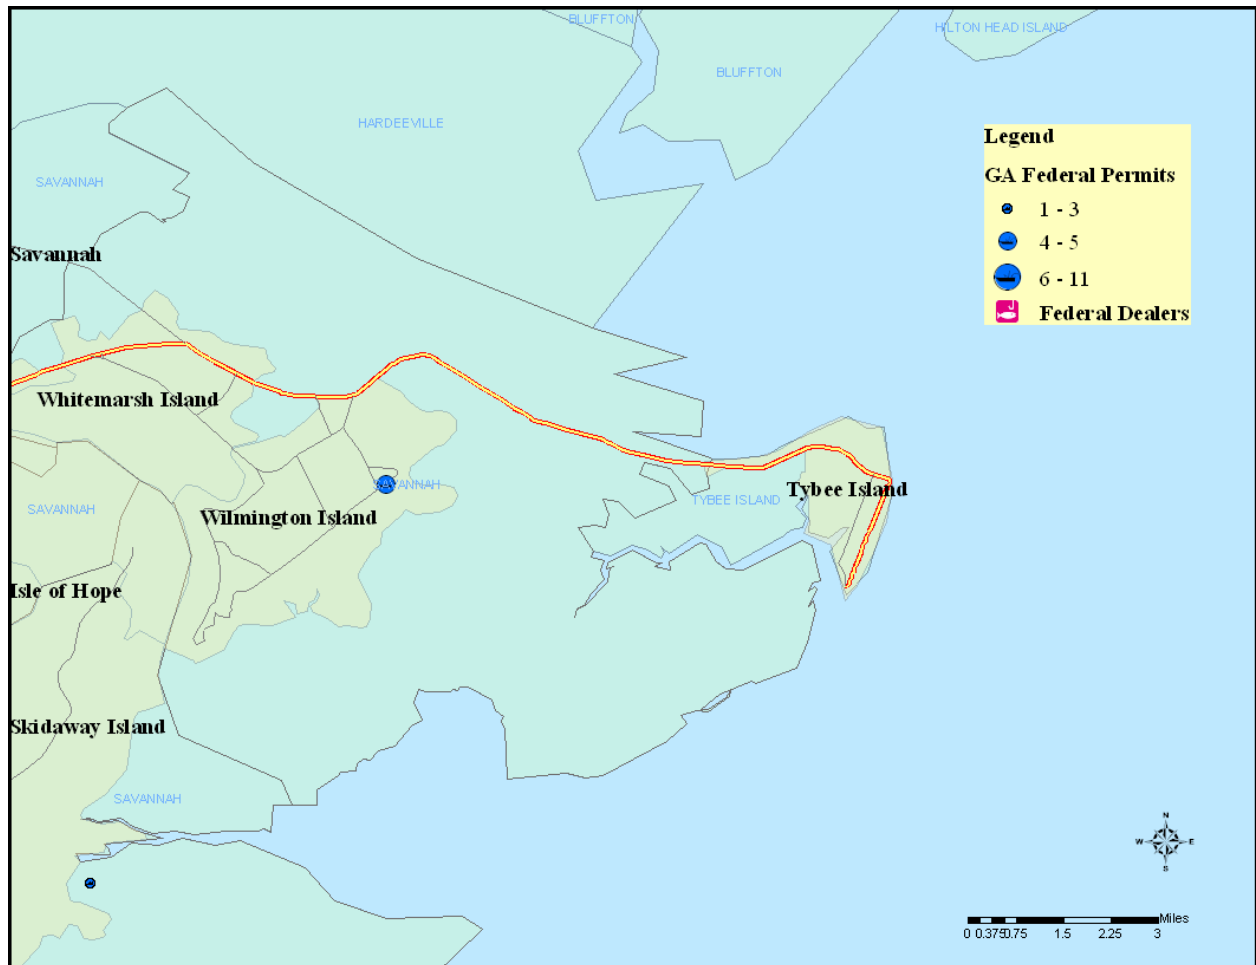 BLUFFTON
HILTON HEAD ISLAND
BLUFFTON
HARDEEVILLE
Legend
GA Federal Permits
1 - 3
4 - 5
6 - 11
Federal Dealers
SAVANNAH
Savannah
Whitemarsh Island
SAVANNAH
Tybee Island
TYBEE ISLAND
SAVANNAH
Wilmington Island
Isle of Hope
Skidaway Island
SAVANNAH
N
W E
S
Miles
0 0.375 0.75 1.5 2.25 3